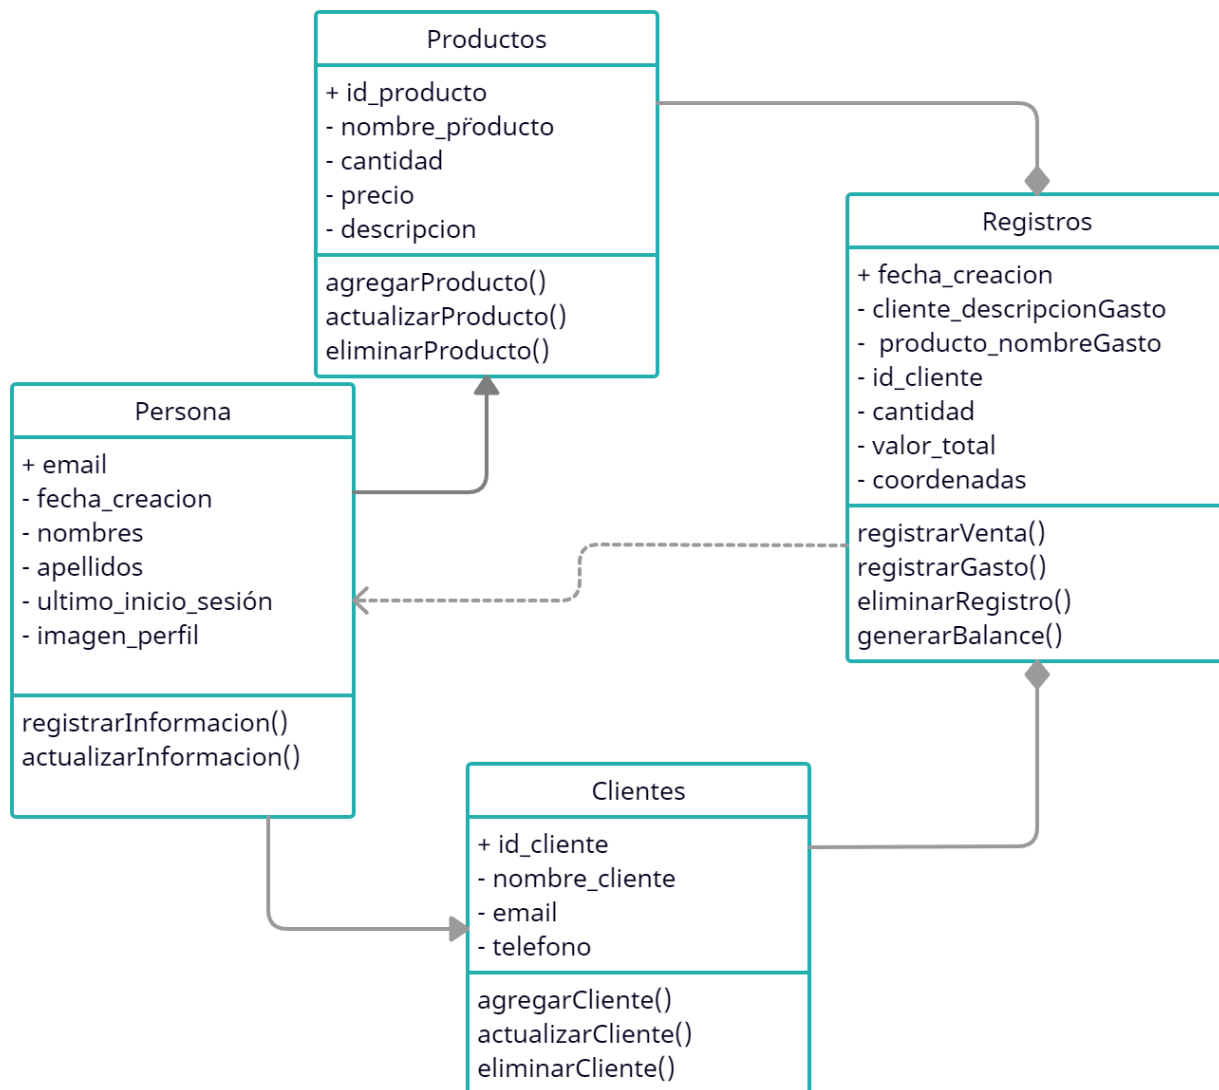 Productos
+ id_producto
- nombre_producto
- cantidad
- precio
- descripcion
agregarProducto()
actualizarProducto()
eliminarProducto()
Registros
+ fecha_creacion
- cliente_descripcionGasto
- producto_nombreGasto
- id_cliente
- cantidad
- valor_total
- coordenadas
registrarVenta()
registrarGasto()
eliminarRegistro()
generarBalance()
Persona
+ email
- fecha_creacion
- nombres
- apellidos
- ultimo_inicio_sesión
- imagen_perfil
registrarInformacion()
actualizarInformacion()
Clientes
+ id_cliente
- nombre_cliente
- email
- telefono
agregarCliente()
actualizarCliente()
eliminarCliente()